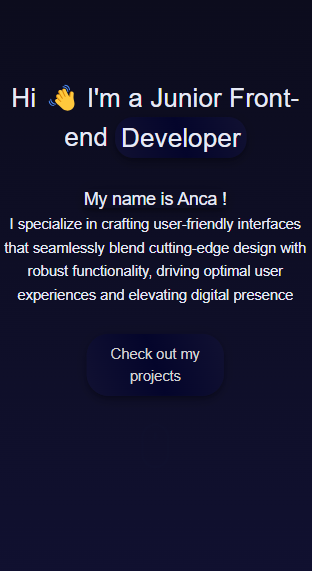 Hi 👋 I'm a Junior Front-
end Developer
My name is Anca !
I specialize in crafting user-friendly interfaces
that seamlessly blend cutting-edge design with
robust functionality, driving optimal user
experiences and elevating digital presence
Check out my
projects